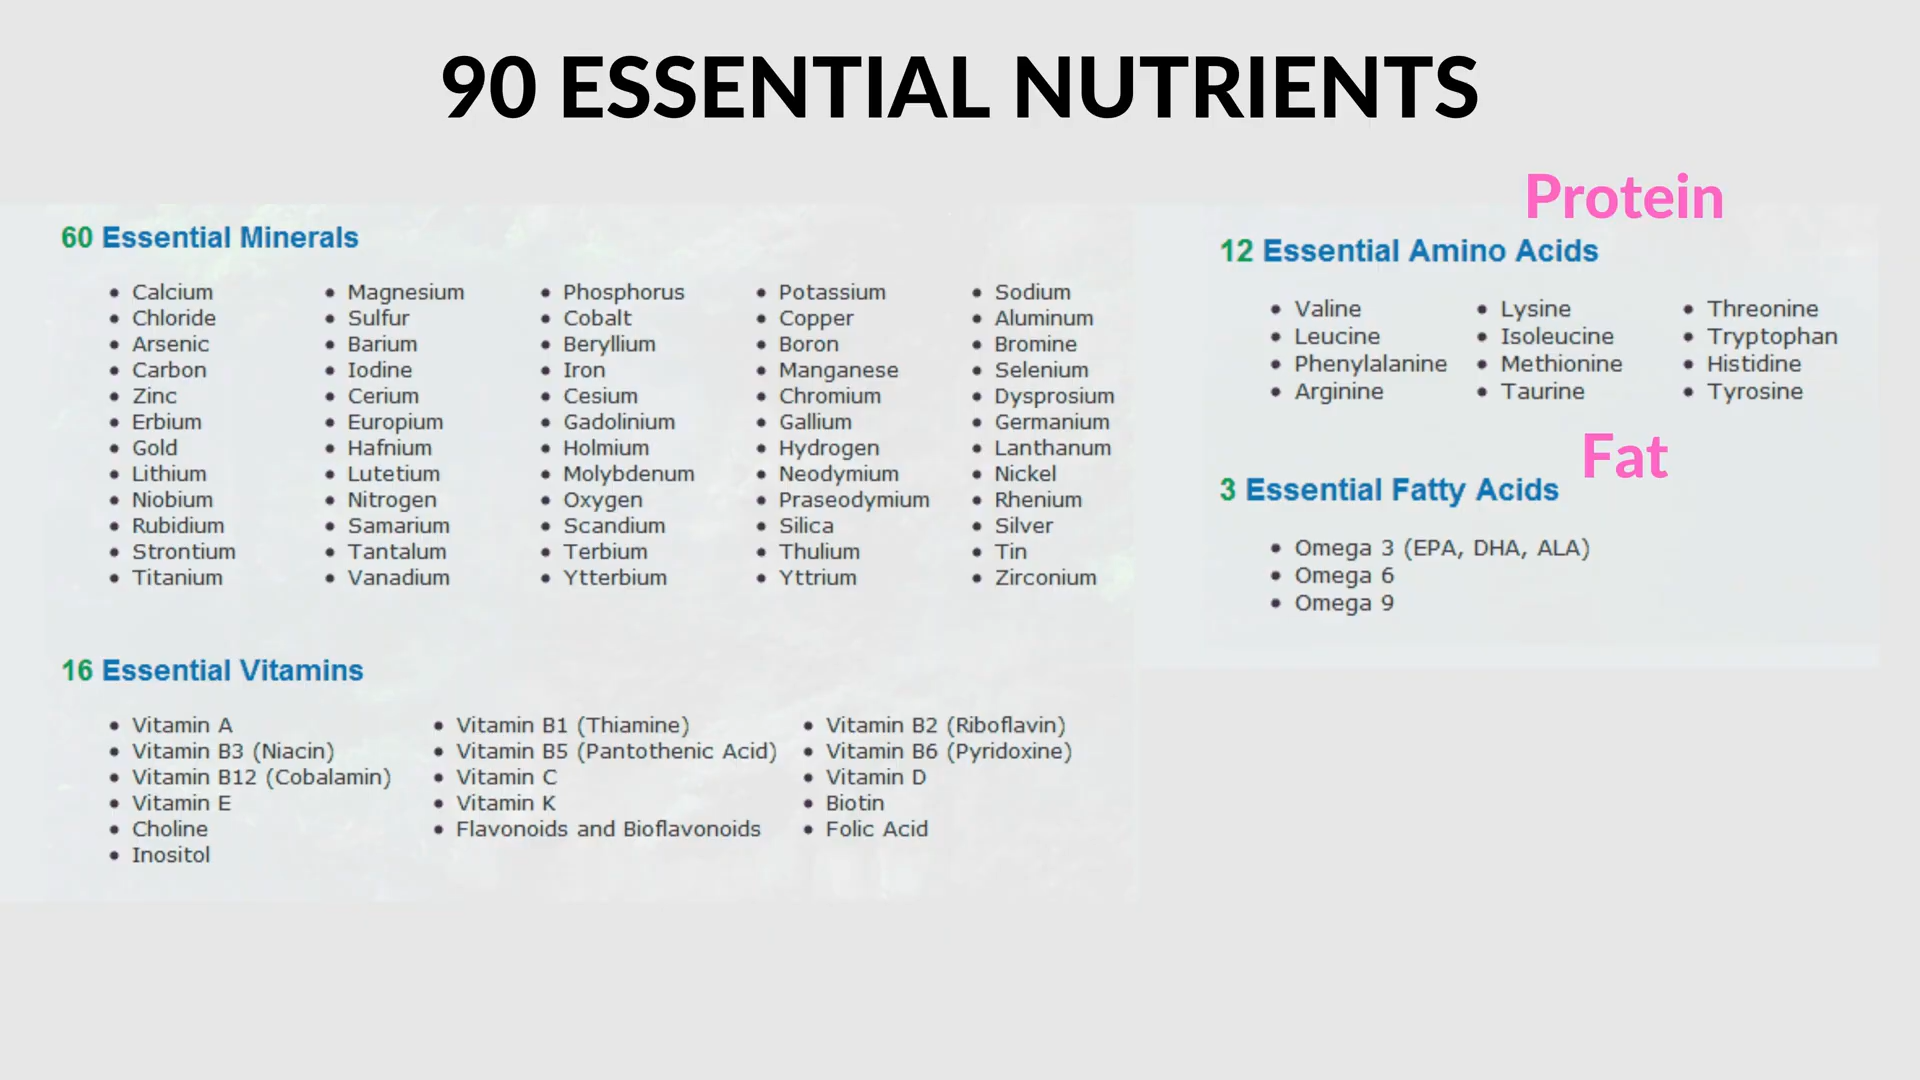 90 ESSENTIAL NUTRIENTS
60 Essential Minerals
• Calcium • Magnesium • Phosphorus • Potassium • Sodium
• Chloride • Sulfur • Cobalt • Copper • Aluminum
• Arsenic • Barium • Beryllium • Boron • Bromine
• Carbon • Iodine • Iron • Manganese • Selenium
• Zinc • Cerium • Cesium • Chromium • Dysprosium
• Erbium • Europium • Gadolinium • Gallium • Germanium
• Gold • Hafnium • Holmium • Hydrogen • Lanthanum
• Lithium • Lutetium • Molybdenum • Neodymium • Nickel
• Niobium • Nitrogen • Oxygen • Praseodymium • Rhenium
• Rubidium • Samarium • Scandium • Silica • Silver
• Strontium • Tantalum • Terbium • Thulium • Tin
• Titanium • Vanadium • Ytterbium • Yttrium • Zirconium
16 Essential Vitamins
• Vitamin A • Vitamin B1 (Thiamine) • Vitamin B2 (Riboflavin)
• Vitamin B3 (Niacin) • Vitamin B5 (Pantothenic Acid) • Vitamin B6 (Pyridoxine)
• Vitamin B12 (Cobalamin) • Vitamin C • Vitamin D
• Vitamin E • Vitamin K • Biotin
• Choline • Flavonoids and Bioflavonoids • Folic Acid
• Inositol
Protein
12 Essential Amino Acids
• Valine • Lysine • Threonine
• Leucine • Isoleucine • Tryptophan
• Phenylalanine • Methionine • Histidine
• Arginine • Taurine • Tyrosine
Fat
3 Essential Fatty Acids
• Omega 3 (EPA, DHA, ALA)
• Omega 6
• Omega 9